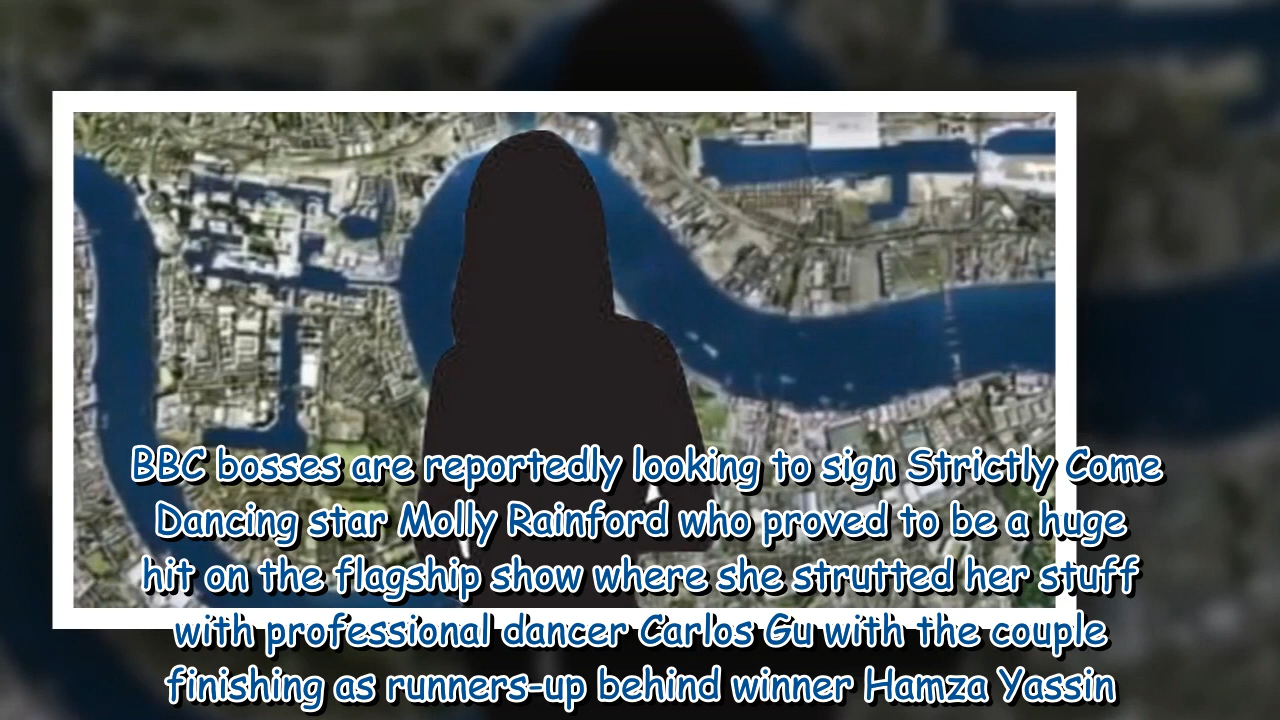 BBC bosses are reportedly looking to sign Strictly Come
Dancing star Molly Rainford who proved to be a huge
hit on the flagship show where she strutted her stuff
with professional dancer Carlos Gu with the couple
finishing as runners-up behind winner Hamza Yassin